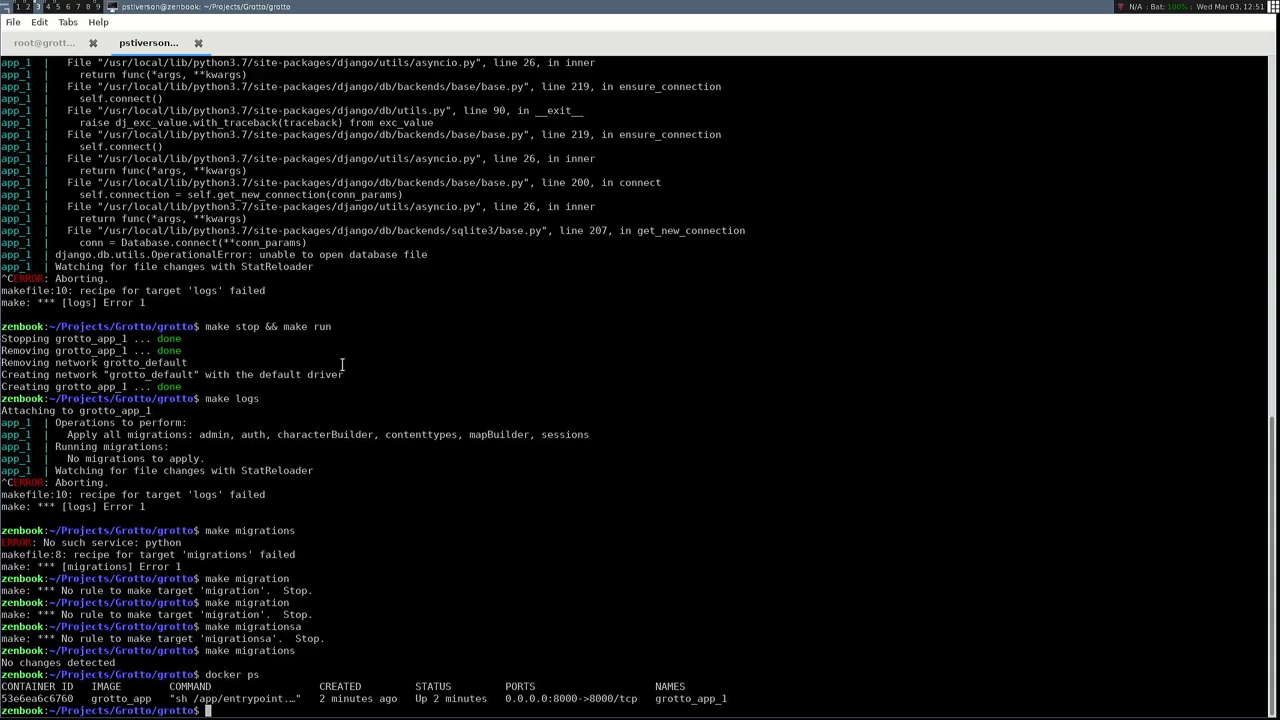 1 2 3 4 5 6 7 8 9 pstiverson@zenbook: ~/Projects/Grotto/grotto N/A : Bat: 100% : Wed Mar 03, 12:51
File Edit Tabs Help
root@grott... pstiverson...
app_1 | File "/usr/local/lib/python3.7/site-packages/django/utils/asyncio.py", line 26, in inner
app_1 | return func(*args, **kwargs)
app_1 | File "/usr/local/lib/python3.7/site-packages/django/db/backends/base/base.py", line 219, in ensure_connection
app_1 | self.connect()
app_1 | File "/usr/local/lib/python3.7/site-packages/django/db/utils.py", line 90, in __exit__
app_1 | raise dj_exc_value.with_traceback(traceback) from exc_value
app_1 | File "/usr/local/lib/python3.7/site-packages/django/db/backends/base/base.py", line 219, in ensure_connection
app_1 | self.connect()
app_1 | File "/usr/local/lib/python3.7/site-packages/django/utils/asyncio.py", line 26, in inner
app_1 | return func(*args, **kwargs)
app_1 | File "/usr/local/lib/python3.7/site-packages/django/db/backends/base/base.py", line 200, in connect
app_1 | self.connection = self.get_new_connection(conn_params)
app_1 | File "/usr/local/lib/python3.7/site-packages/django/utils/asyncio.py", line 26, in inner
app_1 | return func(*args, **kwargs)
app_1 | File "/usr/local/lib/python3.7/site-packages/django/db/backends/sqlite3/base.py", line 207, in get_new_connection
app_1 | conn = Database.connect(**conn_params)
app_1 | django.db.utils.OperationalError: unable to open database file
app_1 | Watching for file changes with StatReloader
^CERROR: Aborting.
makefile:10: recipe for target 'logs' failed
make: *** [logs] Error 1
zenbook:~/Projects/Grotto/grotto$ make stop && make run
Stopping grotto_app_1 ... done
Removing grotto_app_1 ... done
Removing network grotto_default
Creating network "grotto_default" with the default driver
Creating grotto_app_1 ... done
zenbook:~/Projects/Grotto/grotto$ make logs
Attaching to grotto_app_1
app_1 | Operations to perform:
app_1 | Apply all migrations: admin, auth, characterBuilder, contenttypes, mapBuilder, sessions
app_1 | Running migrations:
app_1 | No migrations to apply.
app_1 | Watching for file changes with StatReloader
^CERROR: Aborting.
makefile:10: recipe for target 'logs' failed
make: *** [logs] Error 1
zenbook:~/Projects/Grotto/grotto$ make migrations
ERROR: No such service: python
makefile:8: recipe for target 'migrations' failed
make: *** [migrations] Error 1
zenbook:~/Projects/Grotto/grotto$ make migration
make: *** No rule to make target 'migration'. Stop.
zenbook:~/Projects/Grotto/grotto$ make migration
make: *** No rule to make target 'migration'. Stop.
zenbook:~/Projects/Grotto/grotto$ make migrationsa
make: *** No rule to make target 'migrationsa'. Stop.
zenbook:~/Projects/Grotto/grotto$ make migrations
No changes detected
zenbook:~/Projects/Grotto/grotto$ docker ps
CONTAINER ID IMAGE COMMAND CREATED STATUS PORTS NAMES
53e6ea6c6760 grotto_app "sh /app/entrypoint.…" 2 minutes ago Up 2 minutes 0.0.0.0:8000->8000/tcp grotto_app_1
zenbook:~/Projects/Grotto/grotto$